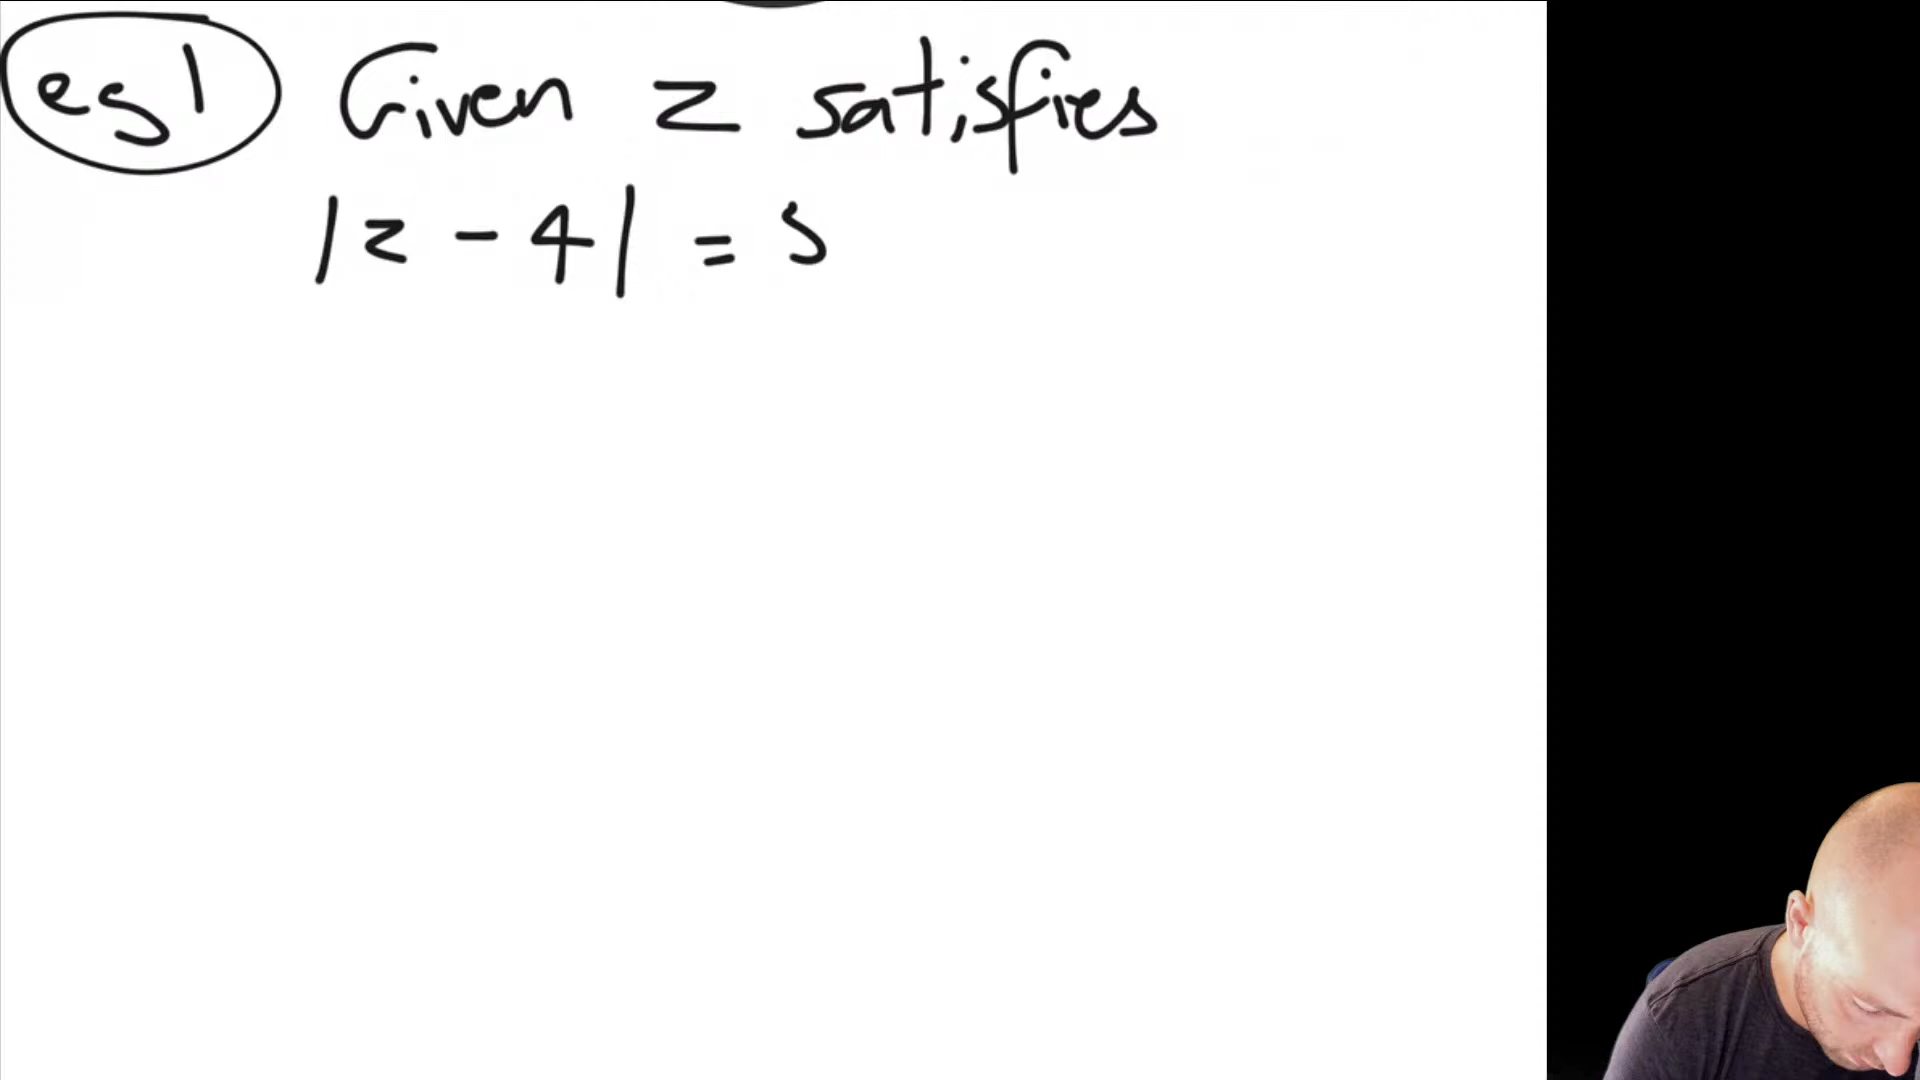 eg1 Given z satisfies
|z - 4| = 5